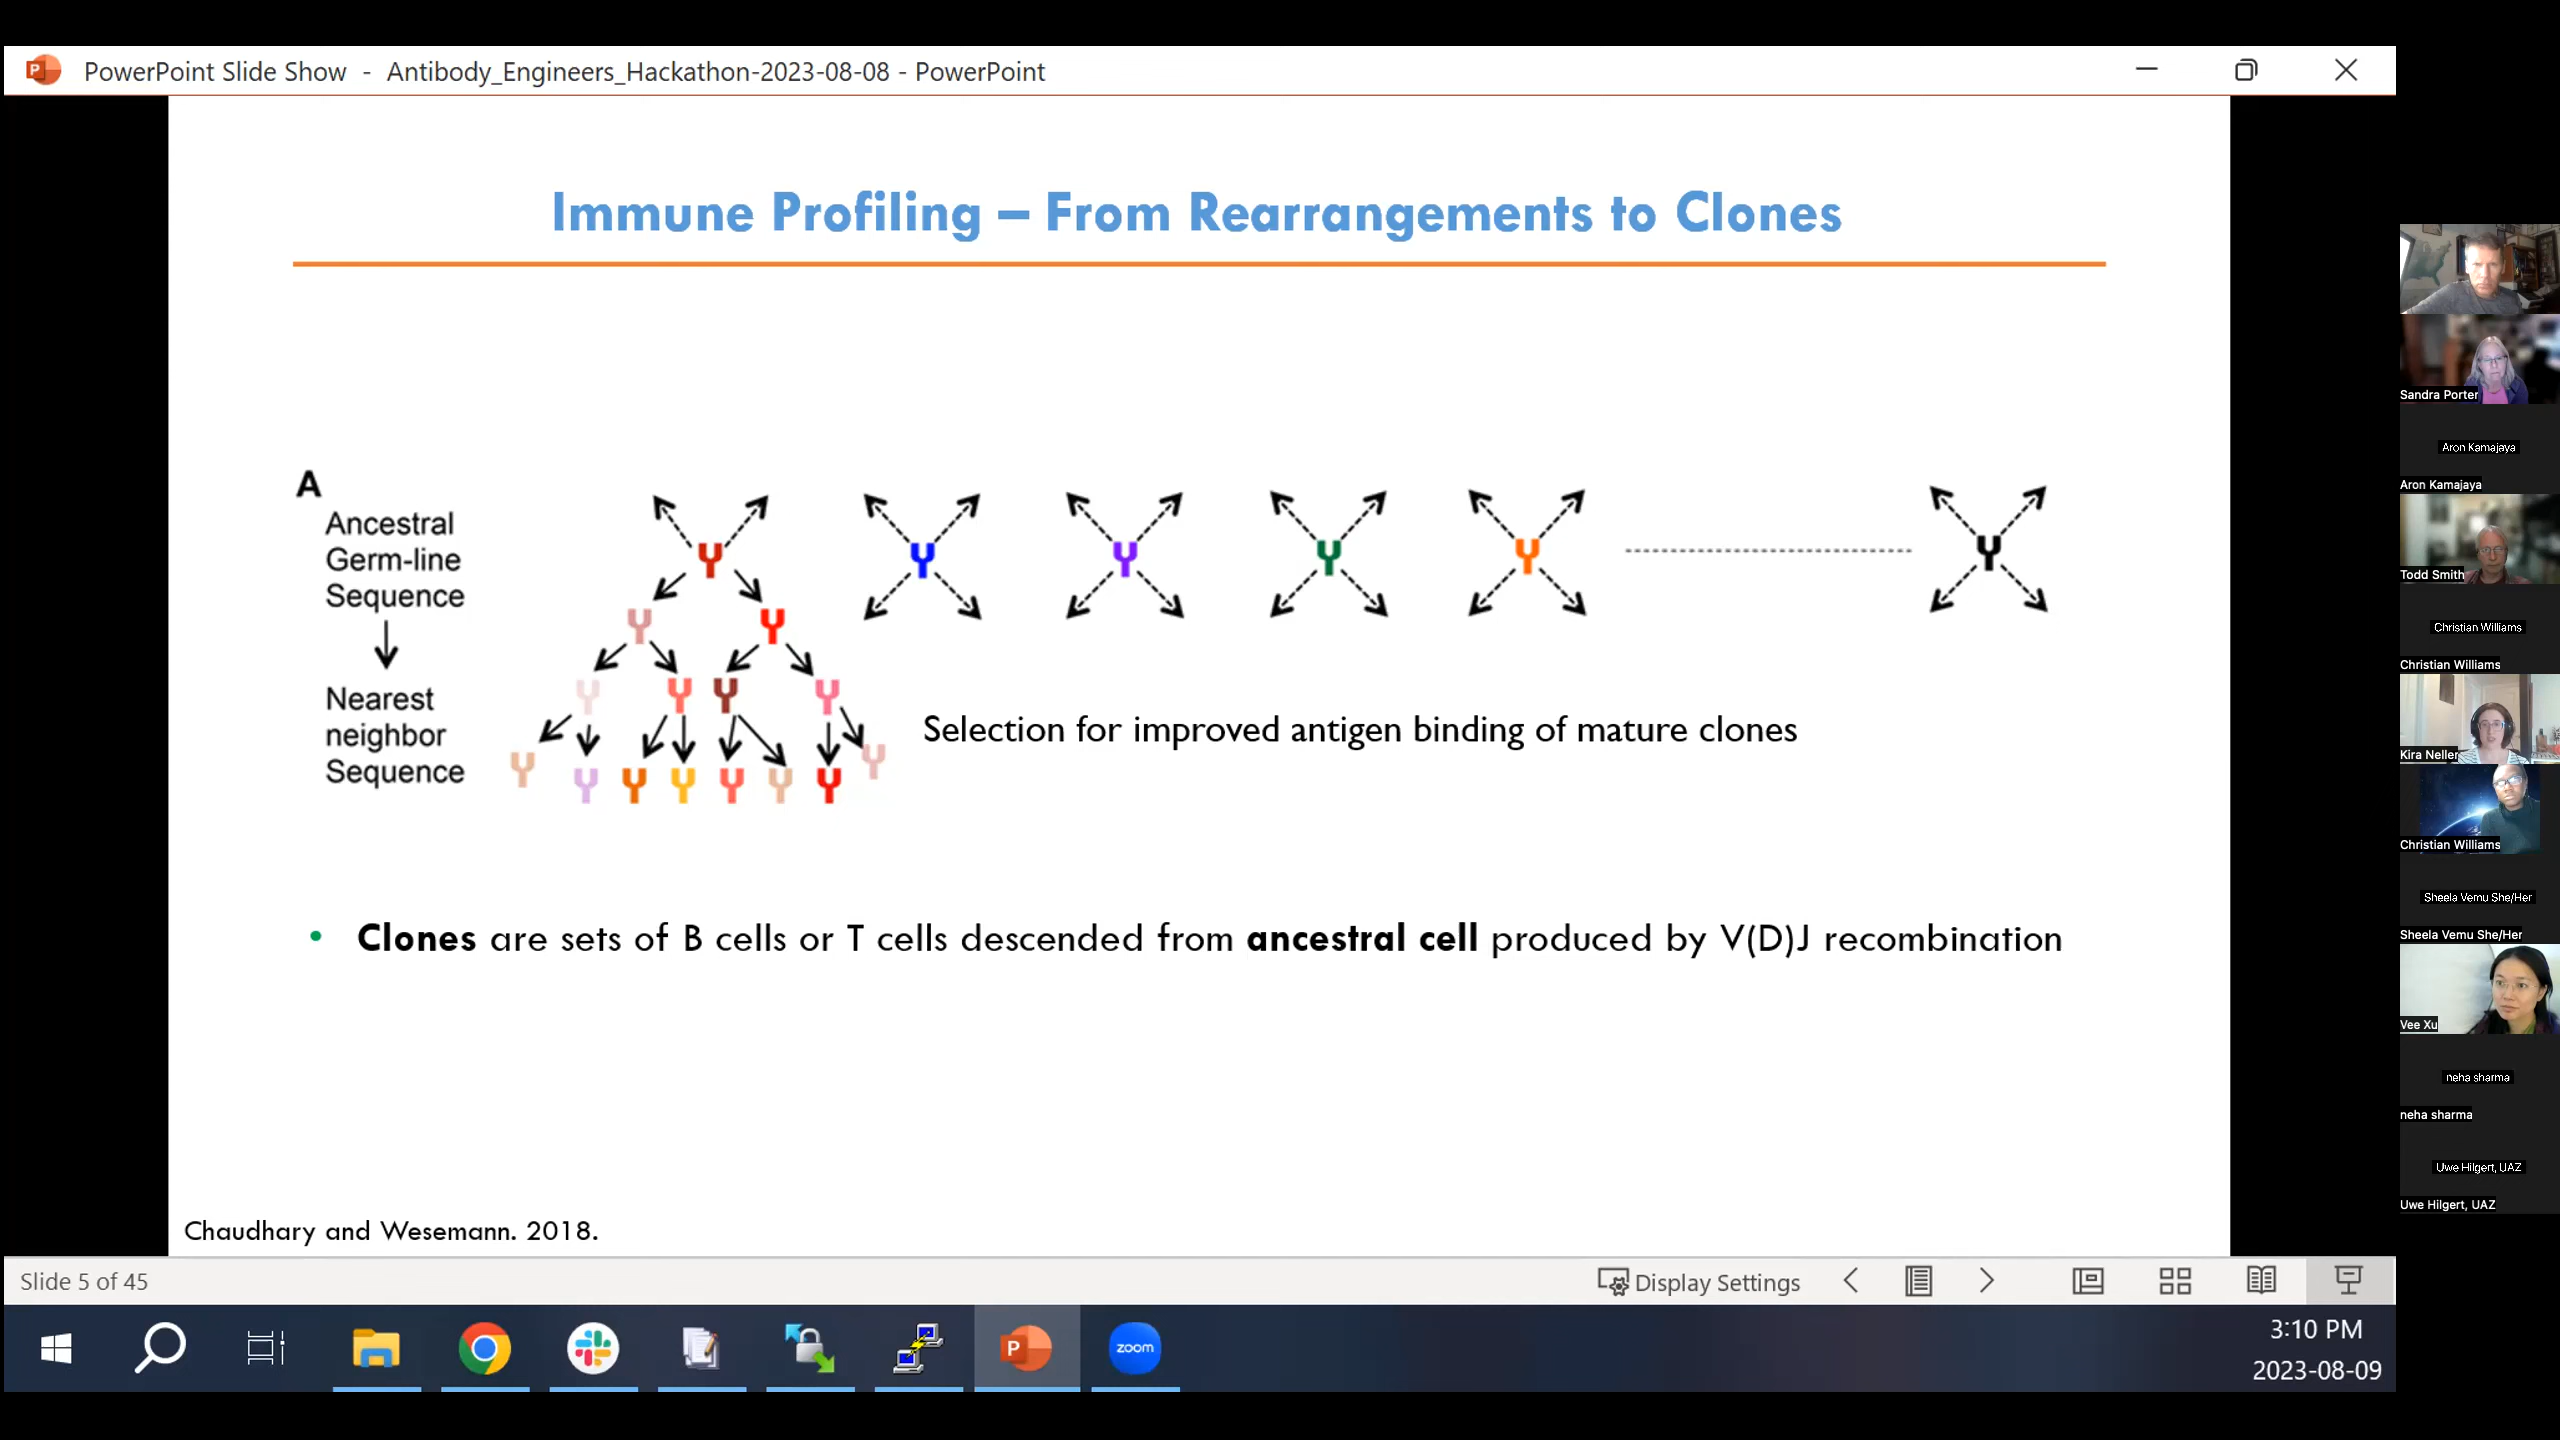 PowerPoint Slide Show - Antibody_Engineers_Hackathon-2023-08-08 - PowerPoint
Immune Profiling – From Rearrangements to Clones
A
Ancestral
Germ-line
Sequence
Nearest
neighbor
Sequence
Selection for improved antigen binding of mature clones
• Clones are sets of B cells or T cells descended from ancestral cell produced by V(D)J recombination
Chaudhary and Wesemann. 2018.
Slide 5 of 45
Display Settings
zoom
3:10 PM
2023-08-09
Sandra Porter
Aron Kamajaya
Aron Kamajaya
Todd Smith
Christian Williams
Christian Williams
Kira Neller
Christian Williams
Sheela Vemu She/Her
Sheela Vemu She/Her
Vee Xu
neha sharma
neha sharma
Uwe Hilgert, UAZ
Uwe Hilgert, UAZ